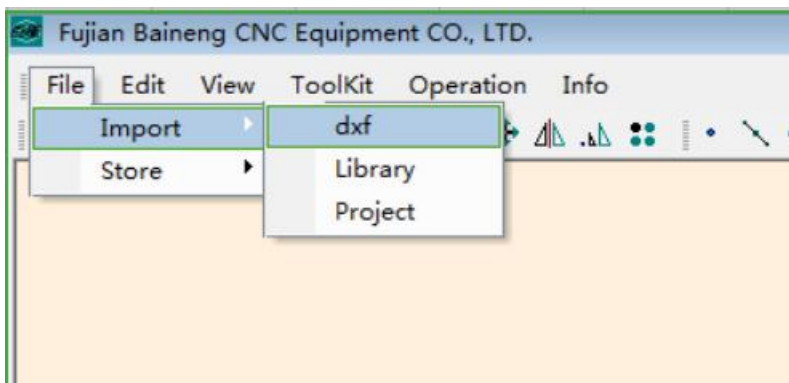 Fujian Baineng CNC Equipment CO., LTD.
File Edit View ToolKit Operation Info
Import dxf
Store Library
Project